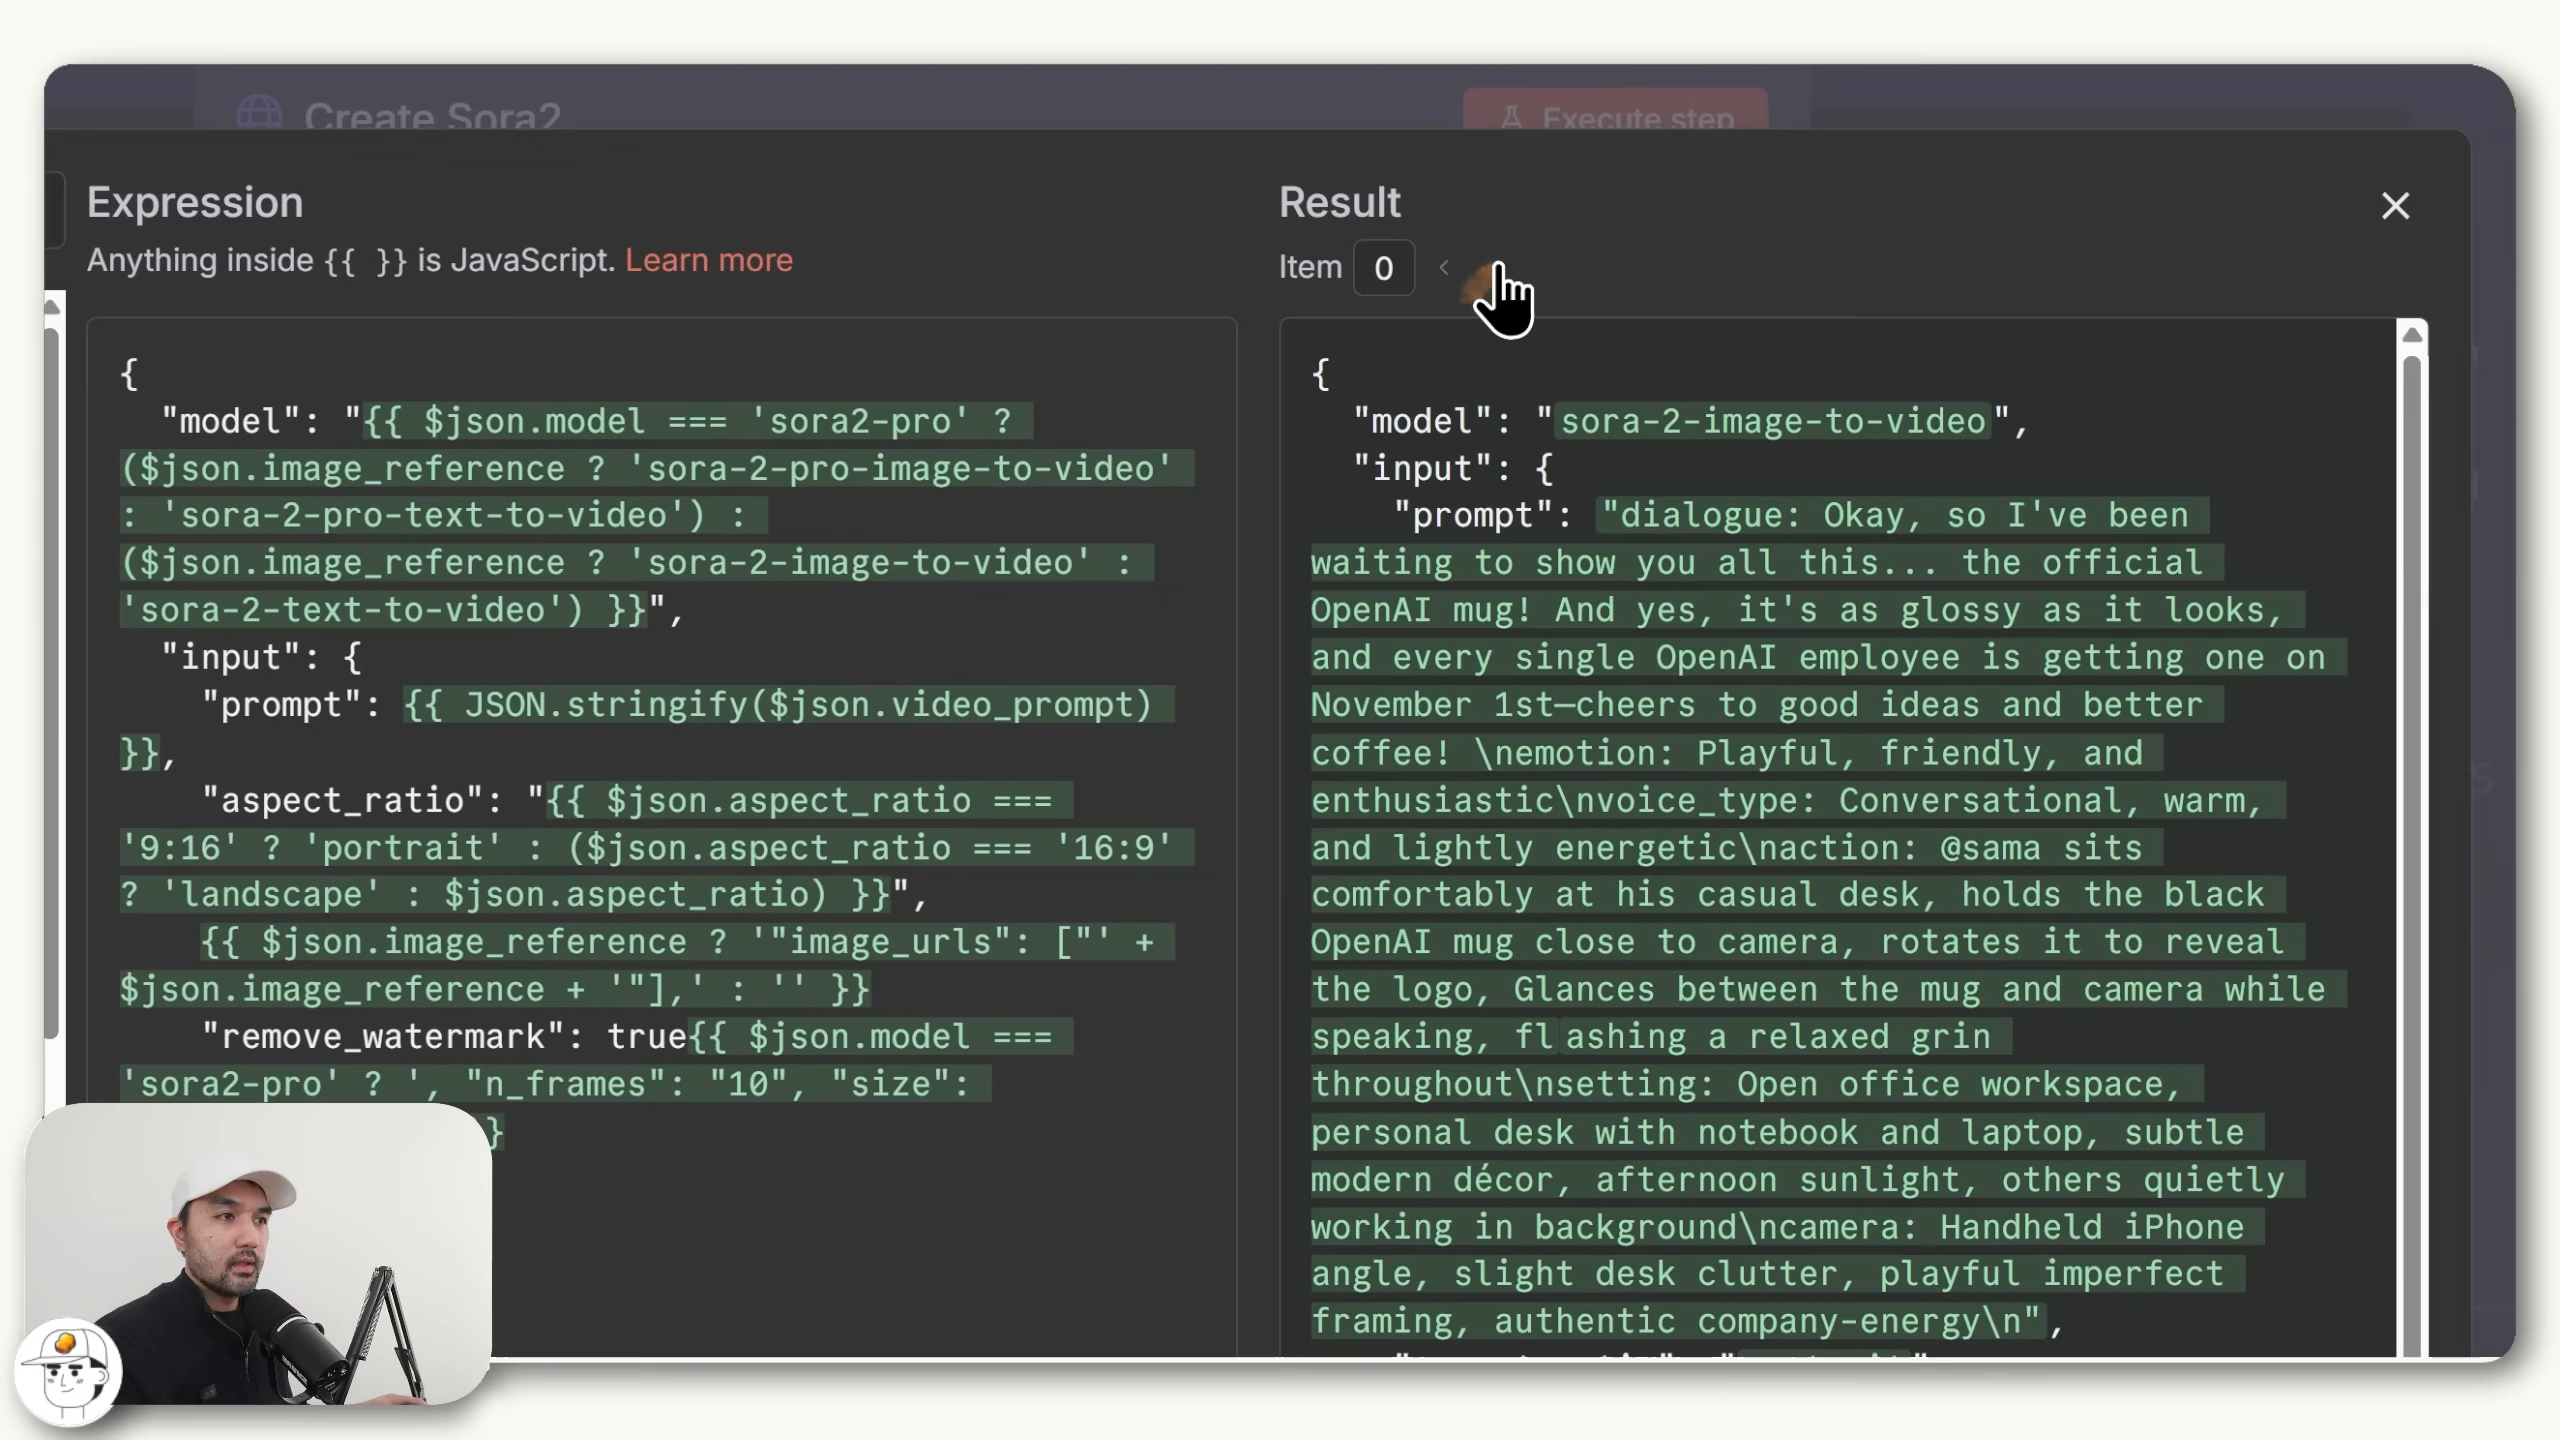 Create Sora2
Execute step
Expression
Anything inside {{ }} is JavaScript. Learn more
{
"model": "{{ $json.model === 'sora2-pro' ?
($json.image_reference ? 'sora-2-pro-image-to-video'
: 'sora-2-pro-text-to-video') :
($json.image_reference ? 'sora-2-image-to-video' :
'sora-2-text-to-video') }}",
"input": {
"prompt": {{ JSON.stringify($json.video_prompt)
}},
"aspect_ratio": "{{ $json.aspect_ratio ===
'9:16' ? 'portrait' : ($json.aspect_ratio === '16:9'
? 'landscape' : $json.aspect_ratio) }}",
{{ $json.image_reference ? '"image_urls": ["' +
$json.image_reference + '"],' : '' }}
"remove_watermark": true{{ $json.model ===
'sora2-pro' ? ', "n_frames": "10", "size":
}
Result
Item 0
{
"model": "sora-2-image-to-video",
"input": {
"prompt": "dialogue: Okay, so I've been
waiting to show you all this... the official
OpenAI mug! And yes, it's as glossy as it looks,
and every single OpenAI employee is getting one on
November 1st—cheers to good ideas and better
coffee! \nemotion: Playful, friendly, and
enthusiastic\nvoice_type: Conversational, warm,
and lightly energetic\naction: @sama sits
comfortably at his casual desk, holds the black
OpenAI mug close to camera, rotates it to reveal
the logo, Glances between the mug and camera while
speaking, flashing a relaxed grin
throughout\nsetting: Open office workspace,
personal desk with notebook and laptop, subtle
modern décor, afternoon sunlight, others quietly
working in background\ncamera: Handheld iPhone
angle, slight desk clutter, playful imperfect
framing, authentic company-energy\n",